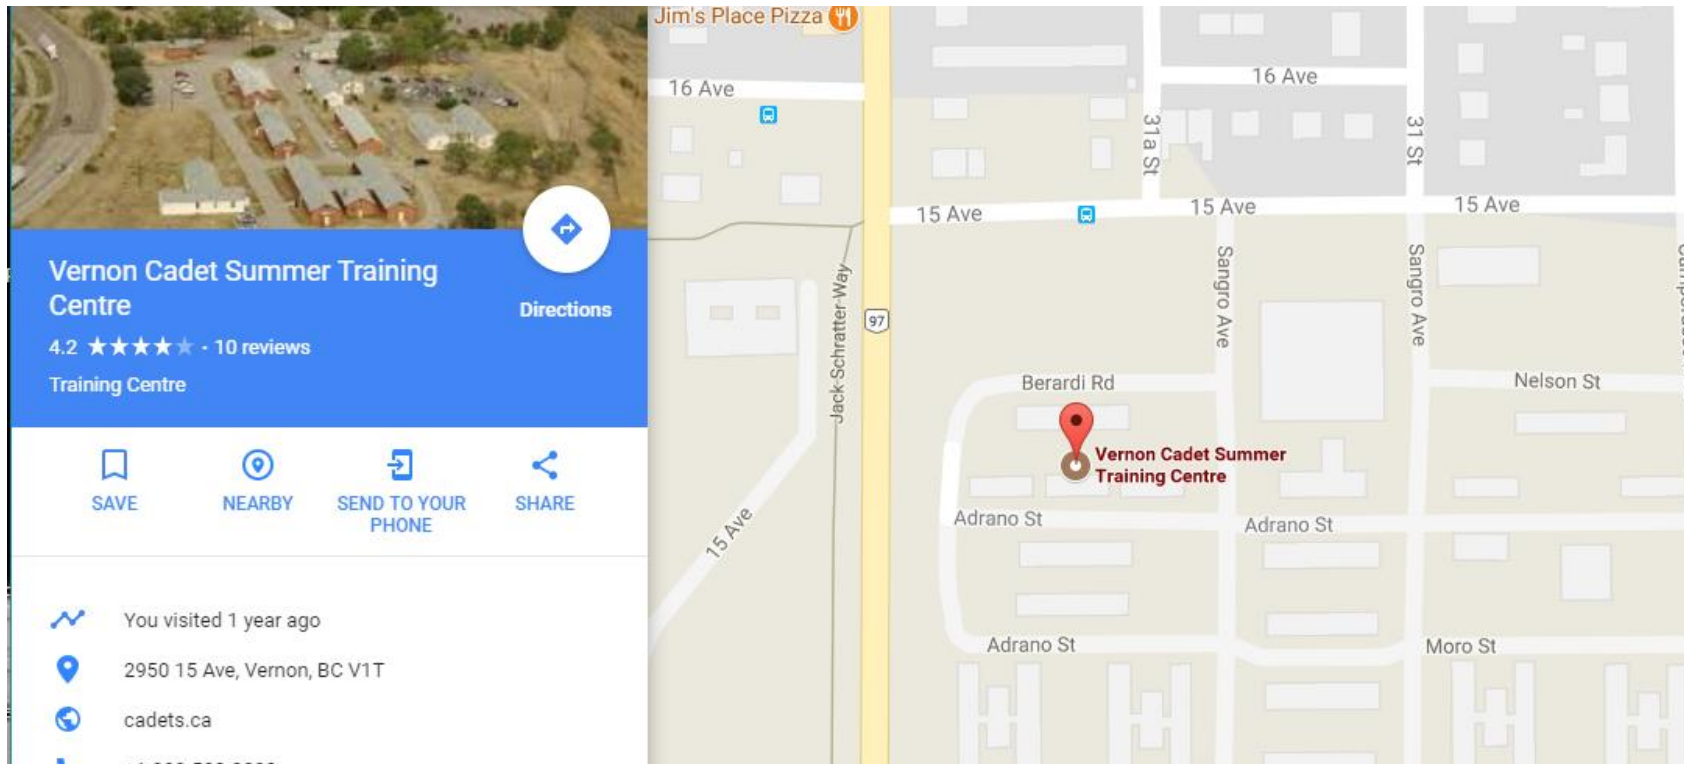 Vernon Cadet Summer Training
Centre
4.2 ★★★★★ · 10 reviews
Training Centre
Directions
SAVE
NEARBY
SEND TO YOUR
PHONE
SHARE
You visited 1 year ago
2950 15 Ave, Vernon, BC V1T
cadets.ca
Jim's Place Pizza
16 Ave
16 Ave
31a St
31 St
15 Ave
15 Ave
15 Ave
Jack-Schratter-Way
97
Sangro Ave
Sangro Ave
Berardi Rd
Nelson St
Vernon Cadet Summer
Training Centre
15 Ave
Adrano St
Adrano St
Adrano St
Moro St